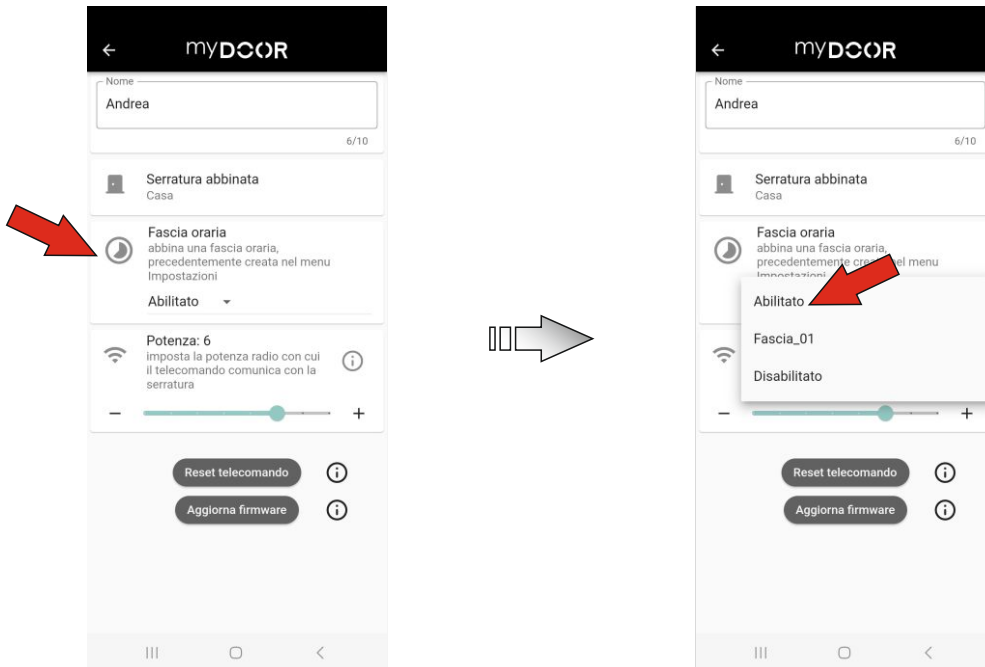 myDOOR
Nome
Andrea
6/10
Serratura abbinata
Casa
Fascia oraria
abbina una fascia oraria,
precedentemente creata nel menu
Impostazioni
Abilitato
Potenza: 6
imposta la potenza radio con cui
il telecomando comunica con la
serratura
Reset telecomando
Aggiorna firmware
myDOOR
Nome
Andrea
6/10
Serratura abbinata
Casa
Fascia oraria
abbina una fascia oraria,
precedentemente nel menu
Abilitato
Fascia_01
Disabilitato
Reset telecomando
Aggiorna firmware